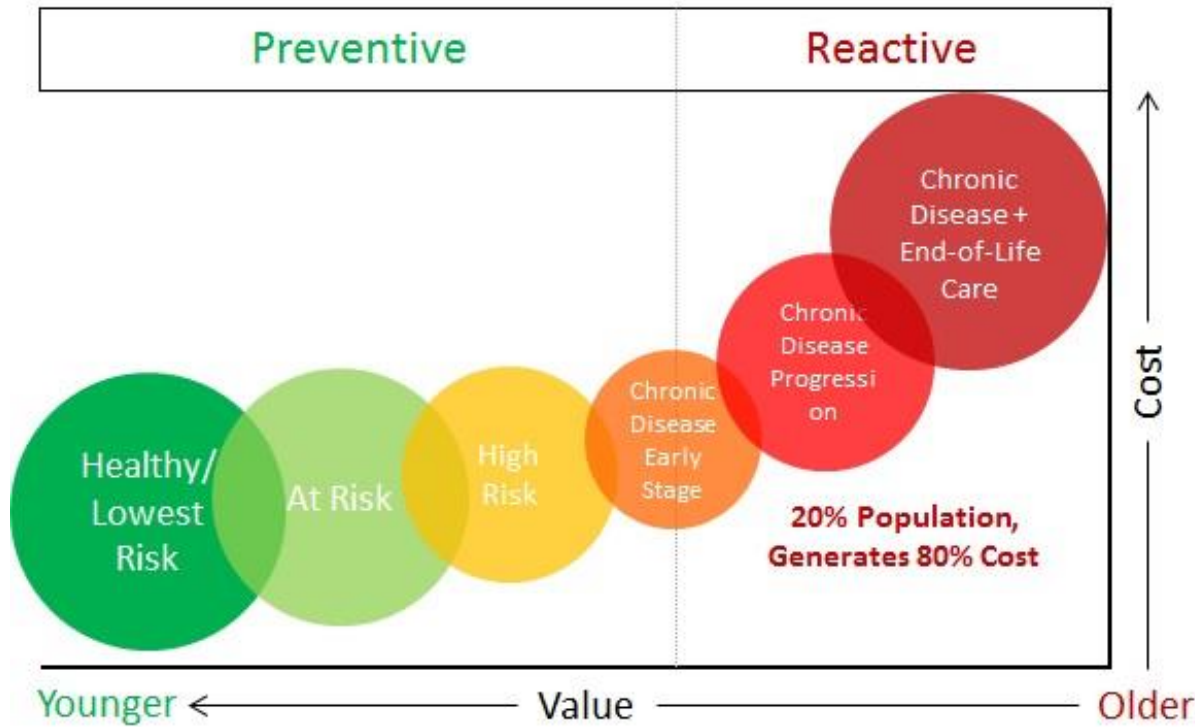 Preventive
Reactive
Healthy/
Lowest
Risk
At Risk
High
Risk
Chronic
Disease
Early
Stage
Chronic
Disease
Progressi
on
Chronic
Disease +
End-of-Life
Care
20% Population,
Generates 80% Cost
Cost
Younger
Value
Older